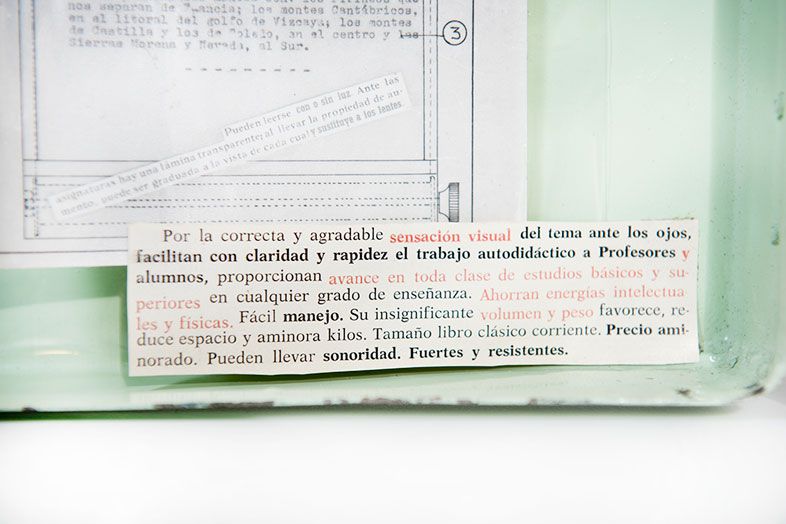 nos separan de Francia; los montes Cantábricos,
en el litoral del golfo de Vizcaya; los montes
de Castilla y los de Toledo, en el centro y las
Sierras Morena y Nevada, al Sur.
3
Pueden leerse con o sin luz. Ante las
asignaturas hay una lamina transparente; al llevar la propiedad de au-
mento, puede ser graduada a la vista de cada cual y sustituye a los lentes
Por la correcta y agradable sensación visual del tema ante los ojos,
facilitan con claridad y rapidez el trabajo autodidáctico a Profesores y
alumnos, proporcionan avance en toda clase de estudios básicos y su-
periores en cualquier grado de enseñanza. Ahorran energías intelectua
les y físicas. Fácil manejo. Su insignificante volumen y peso favorece, re-
duce espacio y aminora kilos. Tamaño libro clásico corriente. Precio ami-
norado. Pueden llevar sonoridad. Fuertes y resistentes.